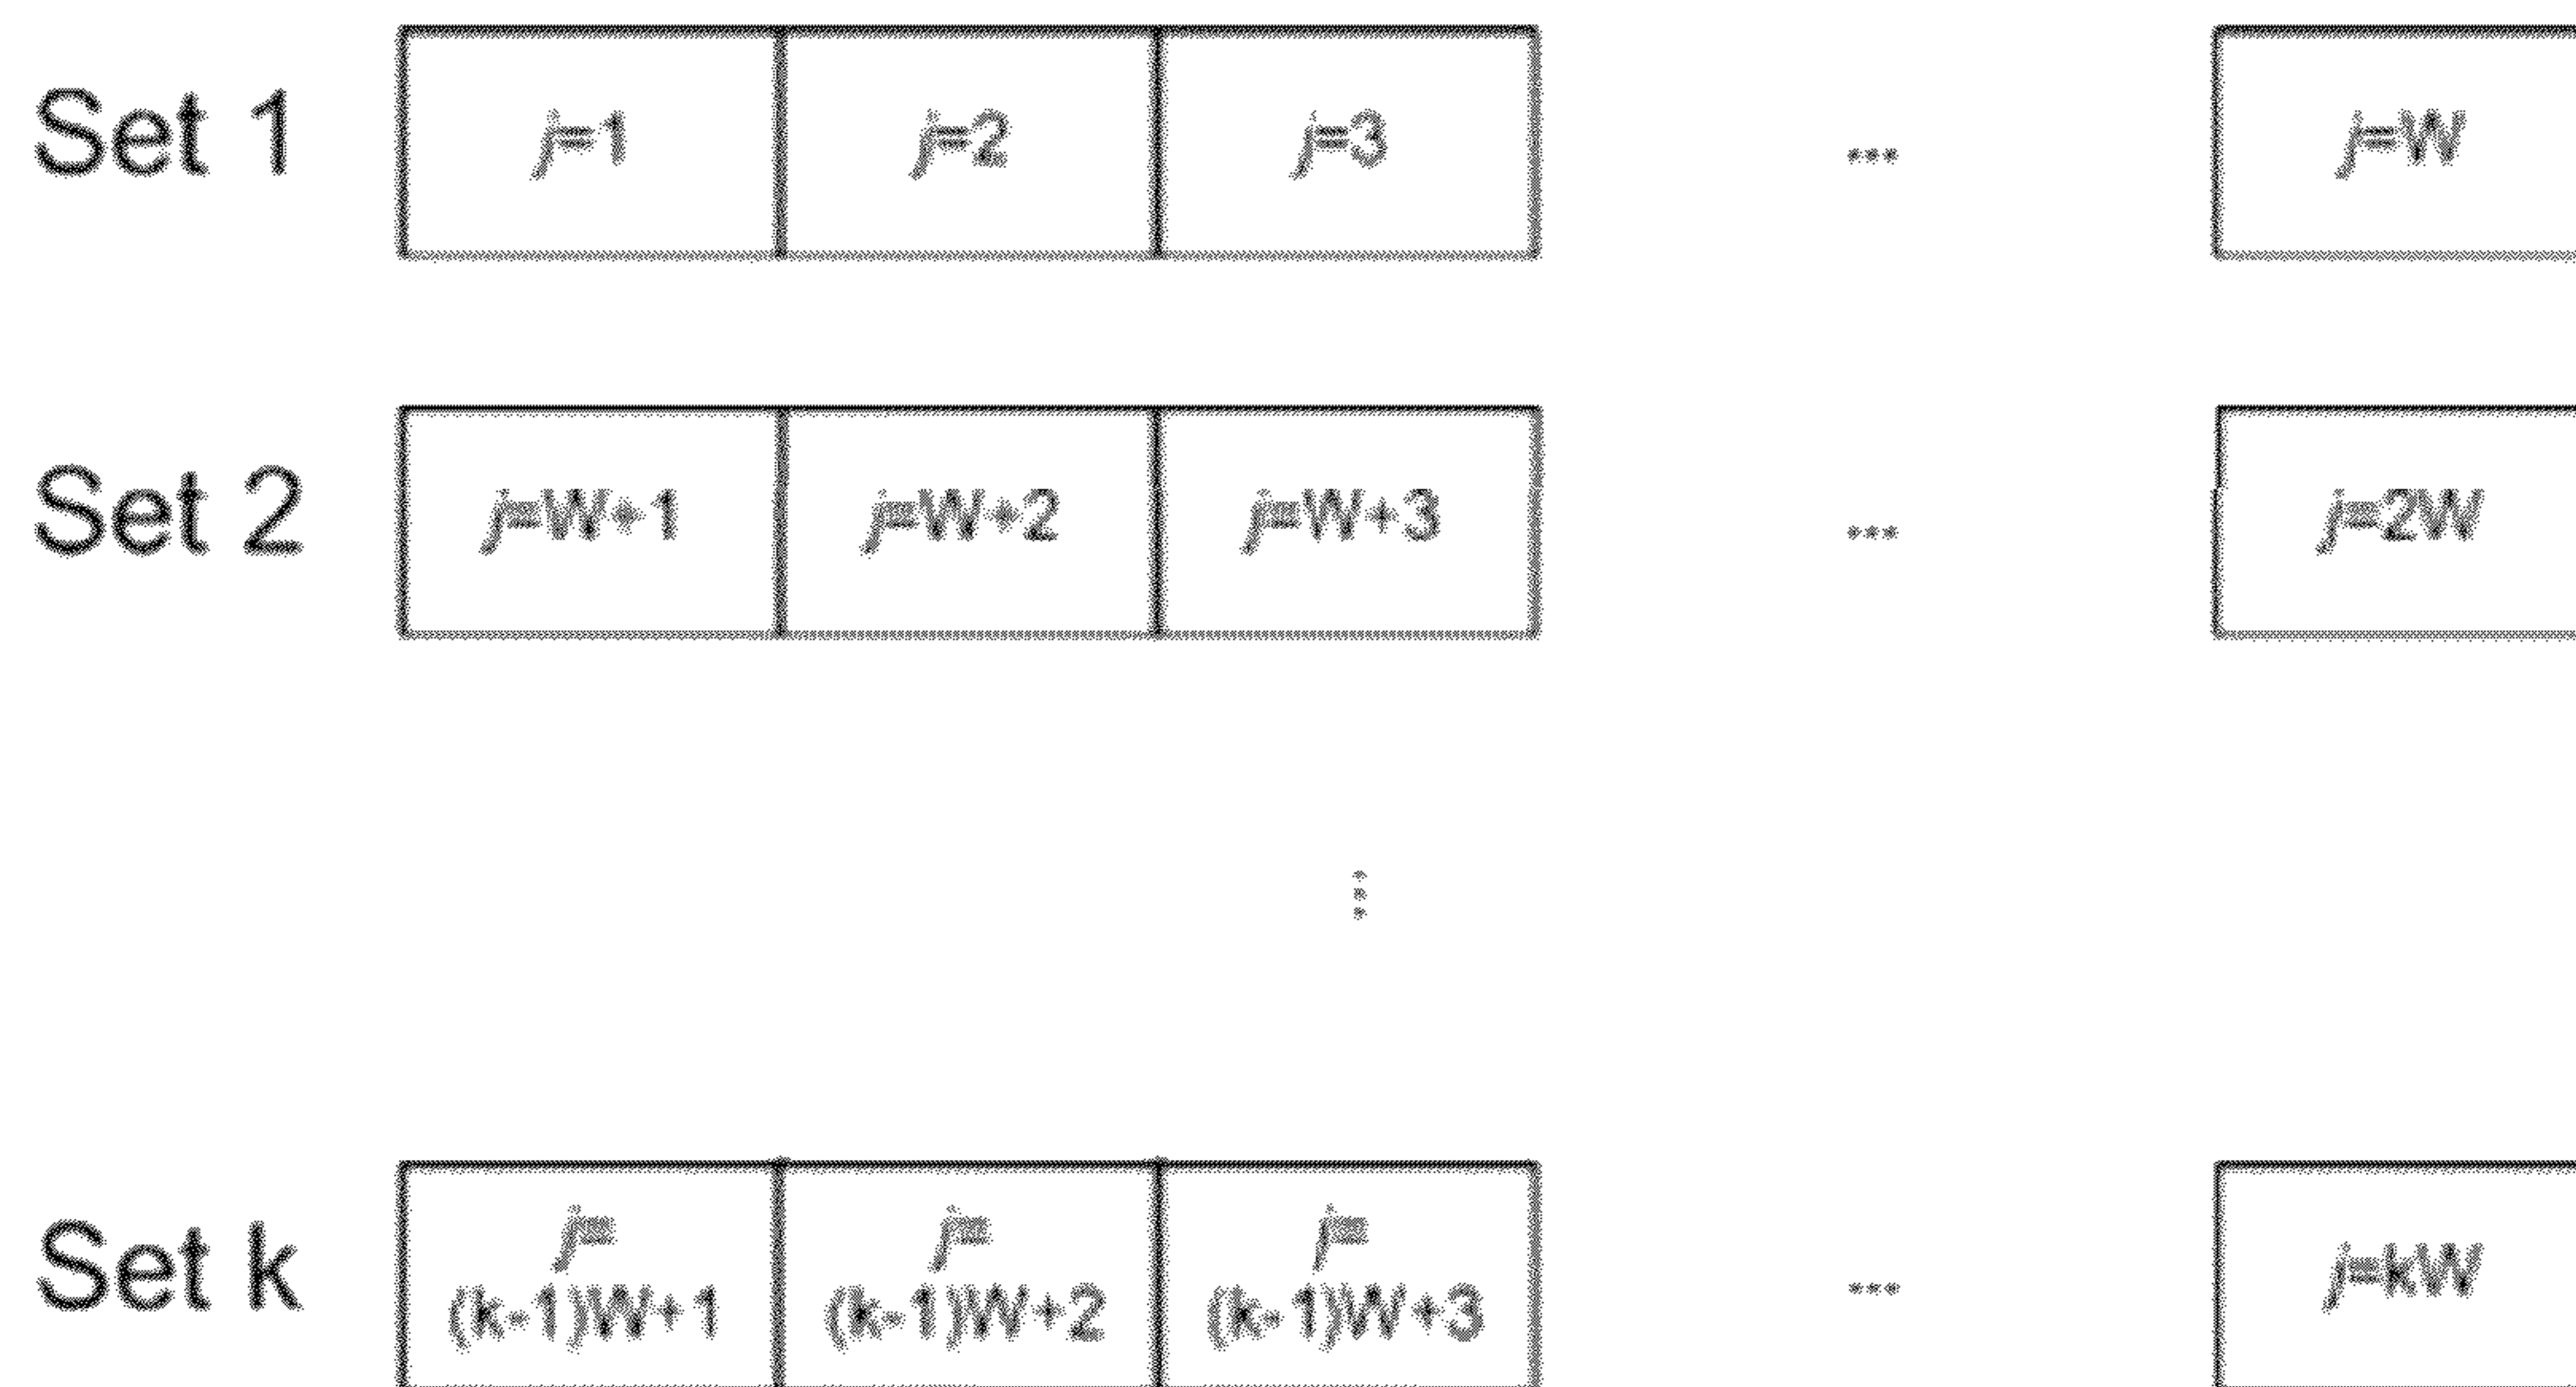 Set 1 j=1 j=2 j=3 ... j=W
Set 2 j=W+1 j=W+2 j=W+3 ... j=2W
⋮
Set k j= (k-1)W+1 j= (k-1)W+2 j= (k-1)W+3 ... j=kW